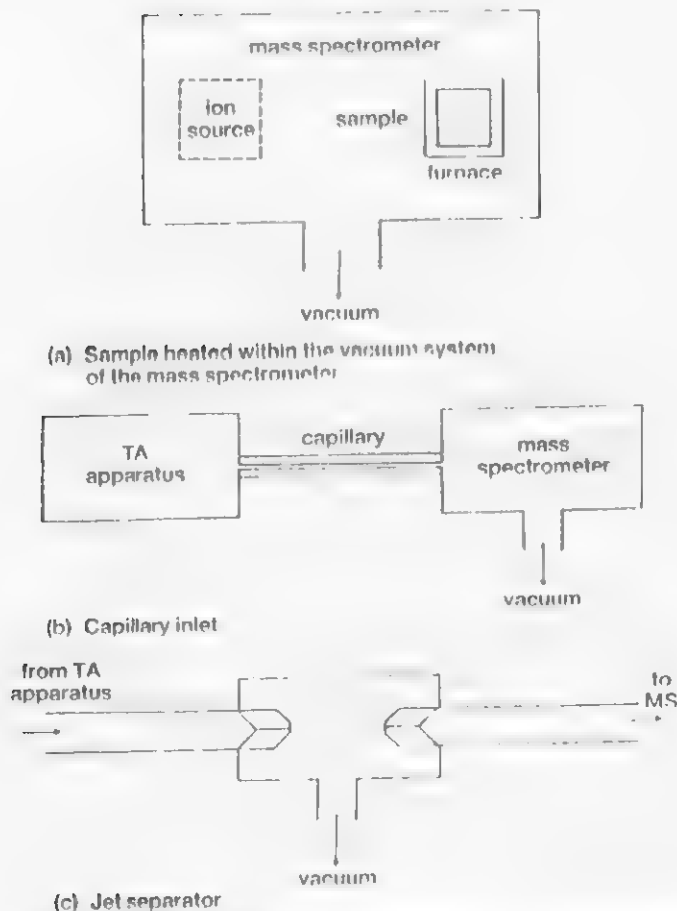 mass spectrometer
ion
source
sample
furnace
vacuum
(a) Sample heated within the vacuum system
of the mass spectrometer
TA
apparatus
capillary
mass
spectrometer
vacuum
(b) Capillary inlet
from TA
apparatus
to
MS
vacuum
(c) Jet separator